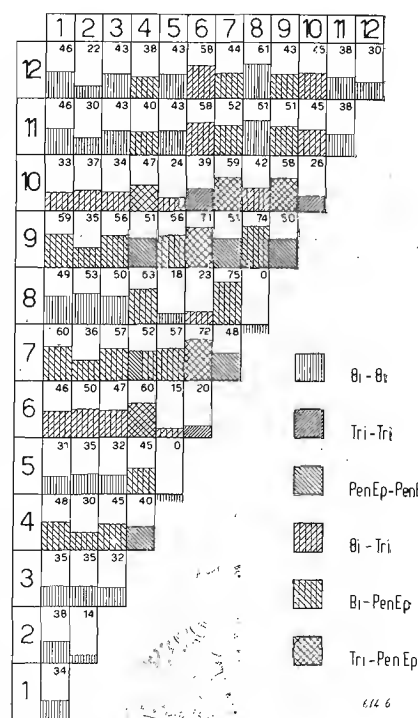 1 2 3 4 5 6 7 8 9 10 11 12
12 46 22 43 38 43 58 44 61 43 45 38 30
11 46 30 43 40 43 58 52 51 51 45 38
10 33 37 34 47 24 39 59 42 58 26
9 59 35 56 51 56 71 51 74 50
8 49 53 50 63 18 23 75 0
7 60 36 57 52 57 72 48
6 46 50 47 60 15 20
5 31 35 32 45 0
4 48 30 45 40
3 35 35 32
2 38 14
1 34
Bi-Bi
Tri-Tri
PenEp-PenE
Bi-Tri
Bi-PenEp
Tri-PenEp